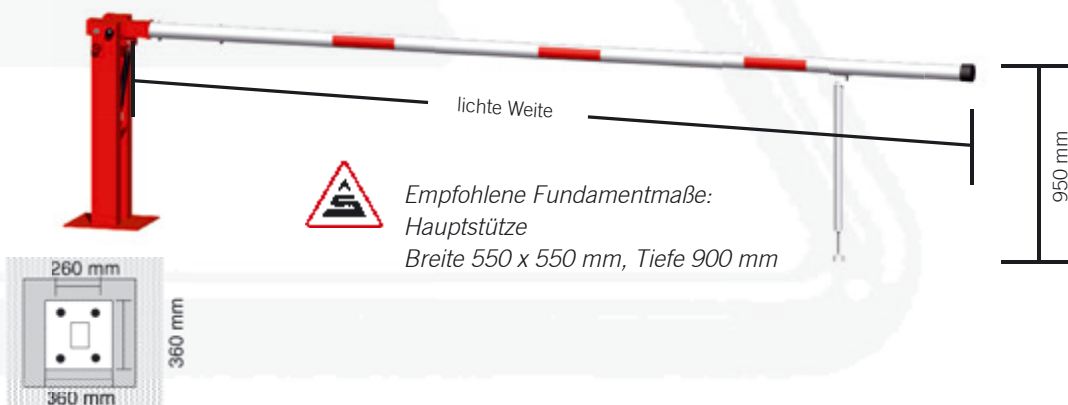 lichte Weite
950 mm
Empfohlene Fundamentmaße:
Hauptstütze
Breite 550 x 550 mm, Tiefe 900 mm
260 mm
360 mm
360 mm